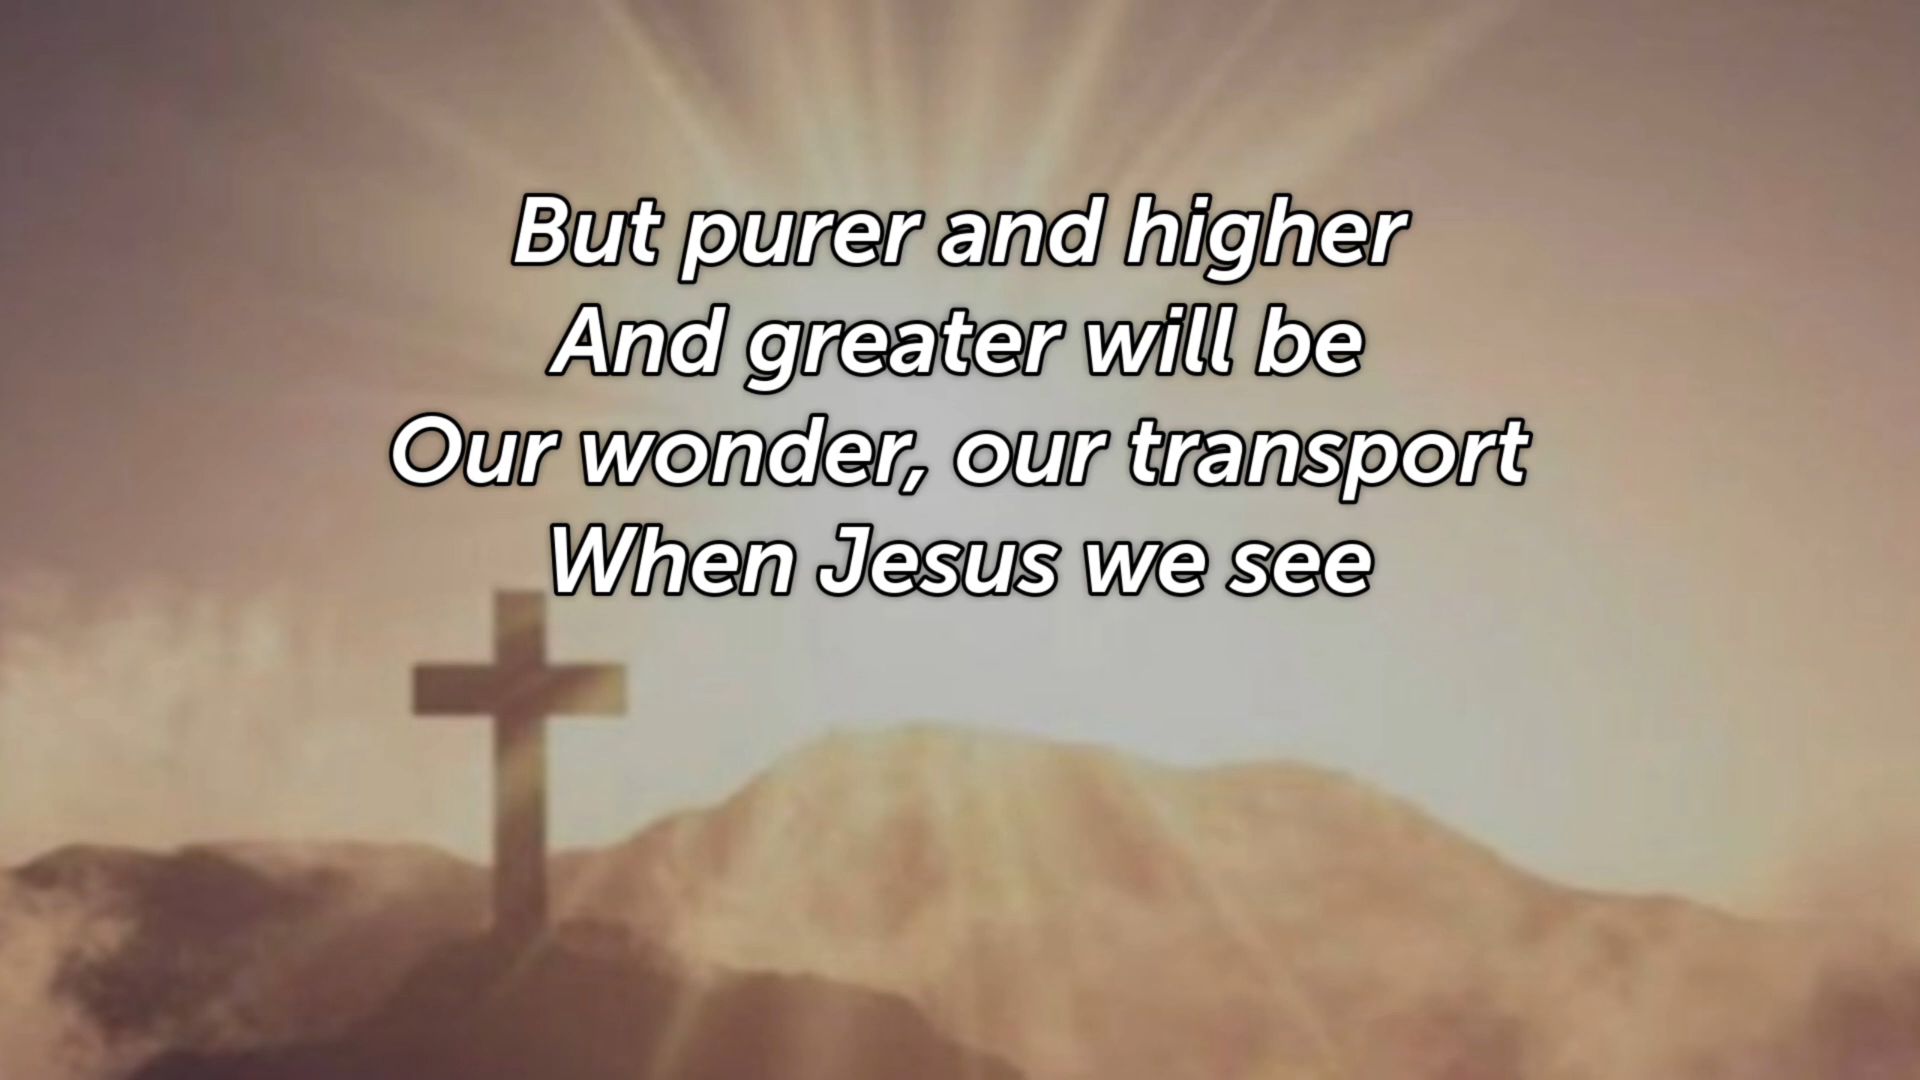 But purer and higher
And greater will be
Our wonder, our transport
When Jesus we see